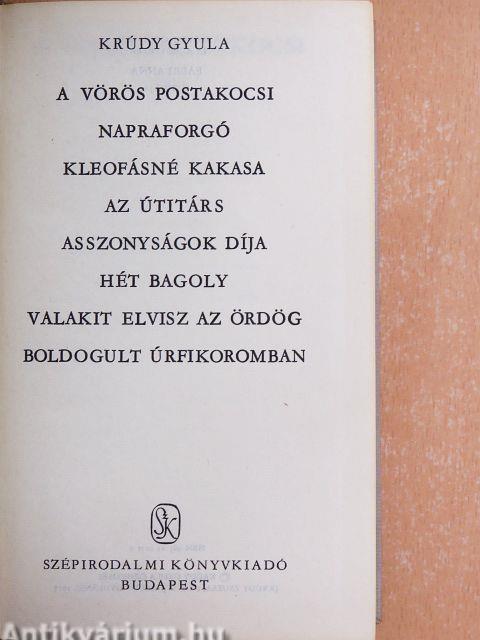 KRÚDY GYULA
A VÖRÖS POSTAKOCSI
NAPRAFORGÓ
KLEOFÁSNÉ KAKASA
AZ ÚTITÁRS
ASSZONYSÁGOK DÍJA
HÉT BAGOLY
VALAKIT ELVISZ AZ ÖRDÖG
BOLDOGULT ÚRFIKOROMBAN
SZK
SZÉPIRODALMI KÖNYVKIADÓ
BUDAPEST
Antikvárium.hu